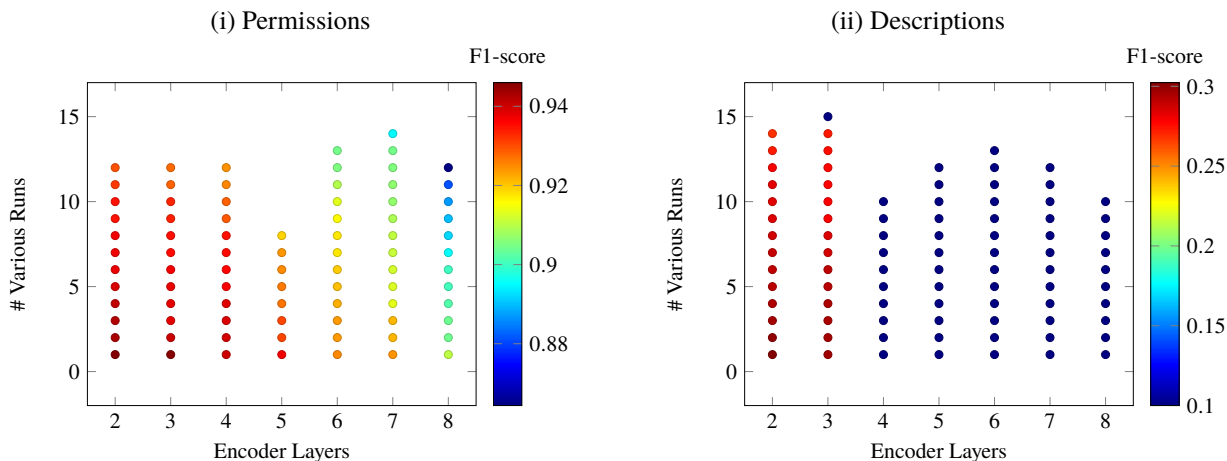 (i) Permissions
F1-score
0.94
0.92
0.9
0.88
15
10
5
0
# Various Runs
2 3 4 5 6 7 8
Encoder Layers
(ii) Descriptions
F1-score
0.3
0.25
0.2
0.15
0.1
15
10
5
0
# Various Runs
2 3 4 5 6 7 8
Encoder Layers